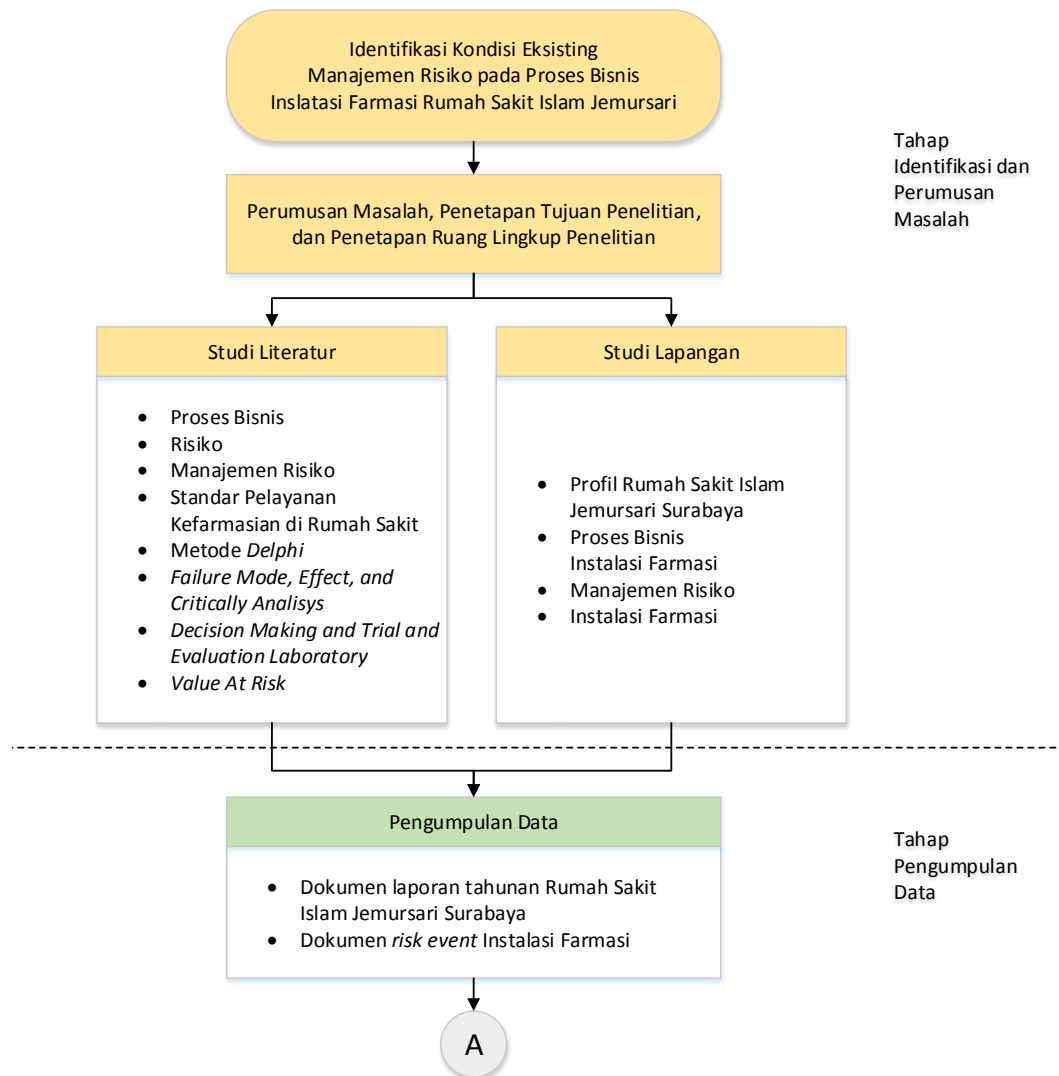 Identifikasi Kondisi Eksisting
Manajemen Risiko pada Proses Bisnis
Inslatasi Farmasi Rumah Sakit Islam Jemursari
Tahap
Identifikasi dan
Perumusan
Masalah
Perumusan Masalah, Penetapan Tujuan Penelitian,
dan Penetapan Ruang Lingkup Penelitian
Studi Literatur
• Proses Bisnis
• Risiko
• Manajemen Risiko
• Standar Pelayanan
Kefarmasian di Rumah Sakit
• Metode Delphi
• Failure Mode, Effect, and
Critically Analisys
• Decision Making and Trial and
Evaluation Laboratory
• Value At Risk
Studi Lapangan
• Profil Rumah Sakit Islam
Jemursari Surabaya
• Proses Bisnis
Instalasi Farmasi
• Manajemen Risiko
• Instalasi Farmasi
Pengumpulan Data
• Dokumen laporan tahunan Rumah Sakit
Islam Jemursari Surabaya
• Dokumen risk event Instalasi Farmasi
Tahap
Pengumpulan
Data
A